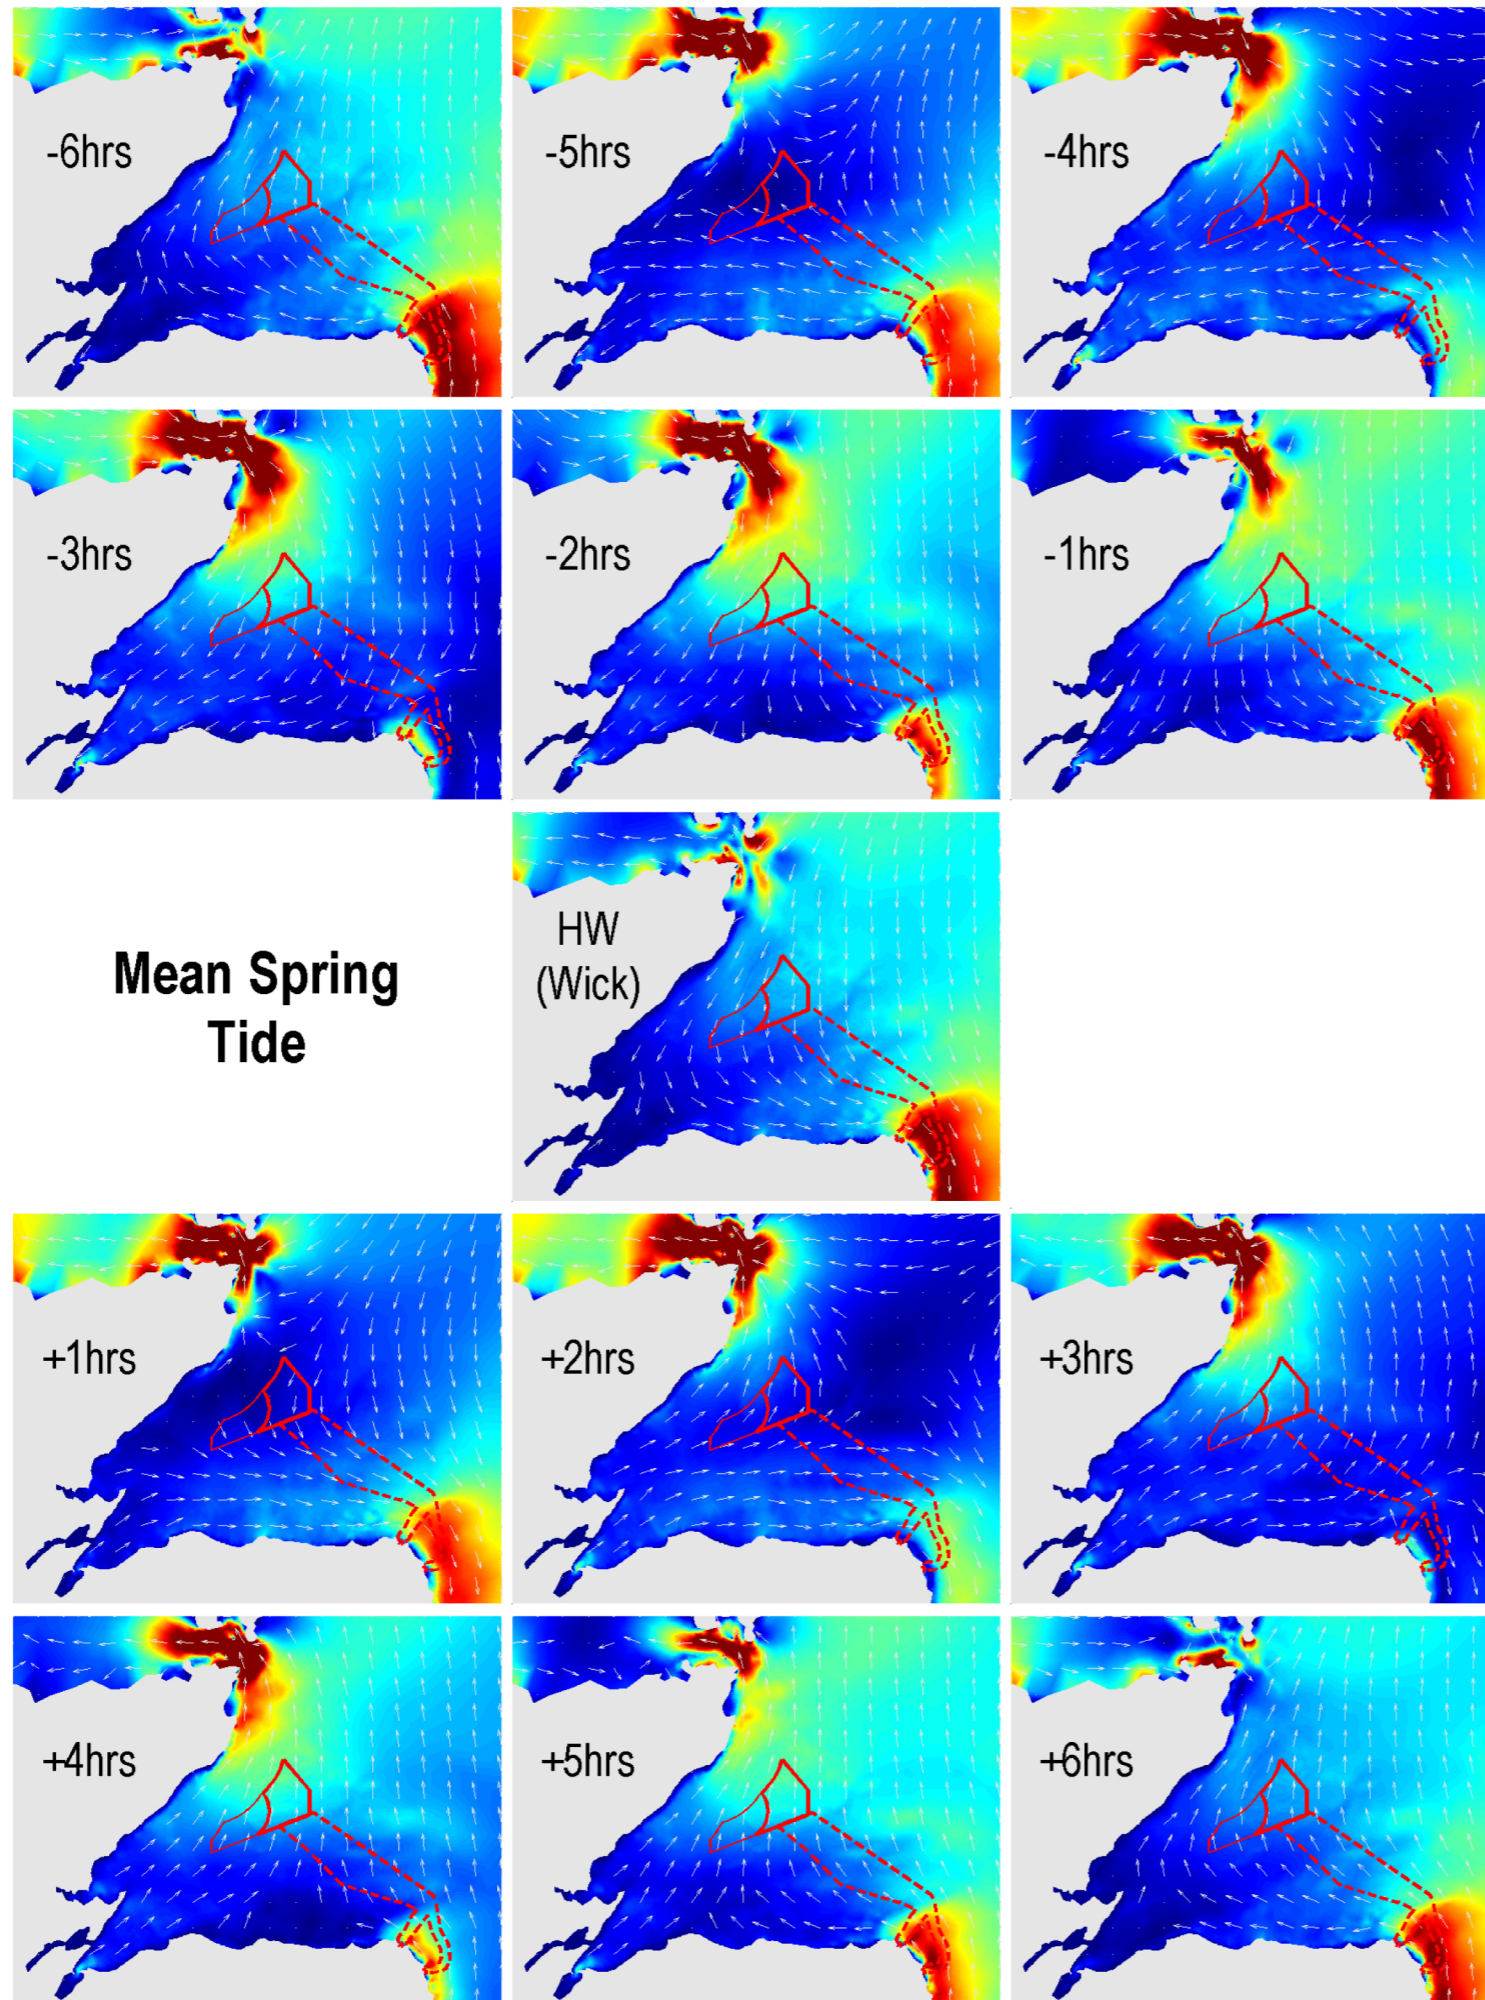 -6hrs
-5hrs
-4hrs
-3hrs
-2hrs
-1hrs
Mean Spring
Tide
HW
(Wick)
+1hrs
+2hrs
+3hrs
+4hrs
+5hrs
+6hrs